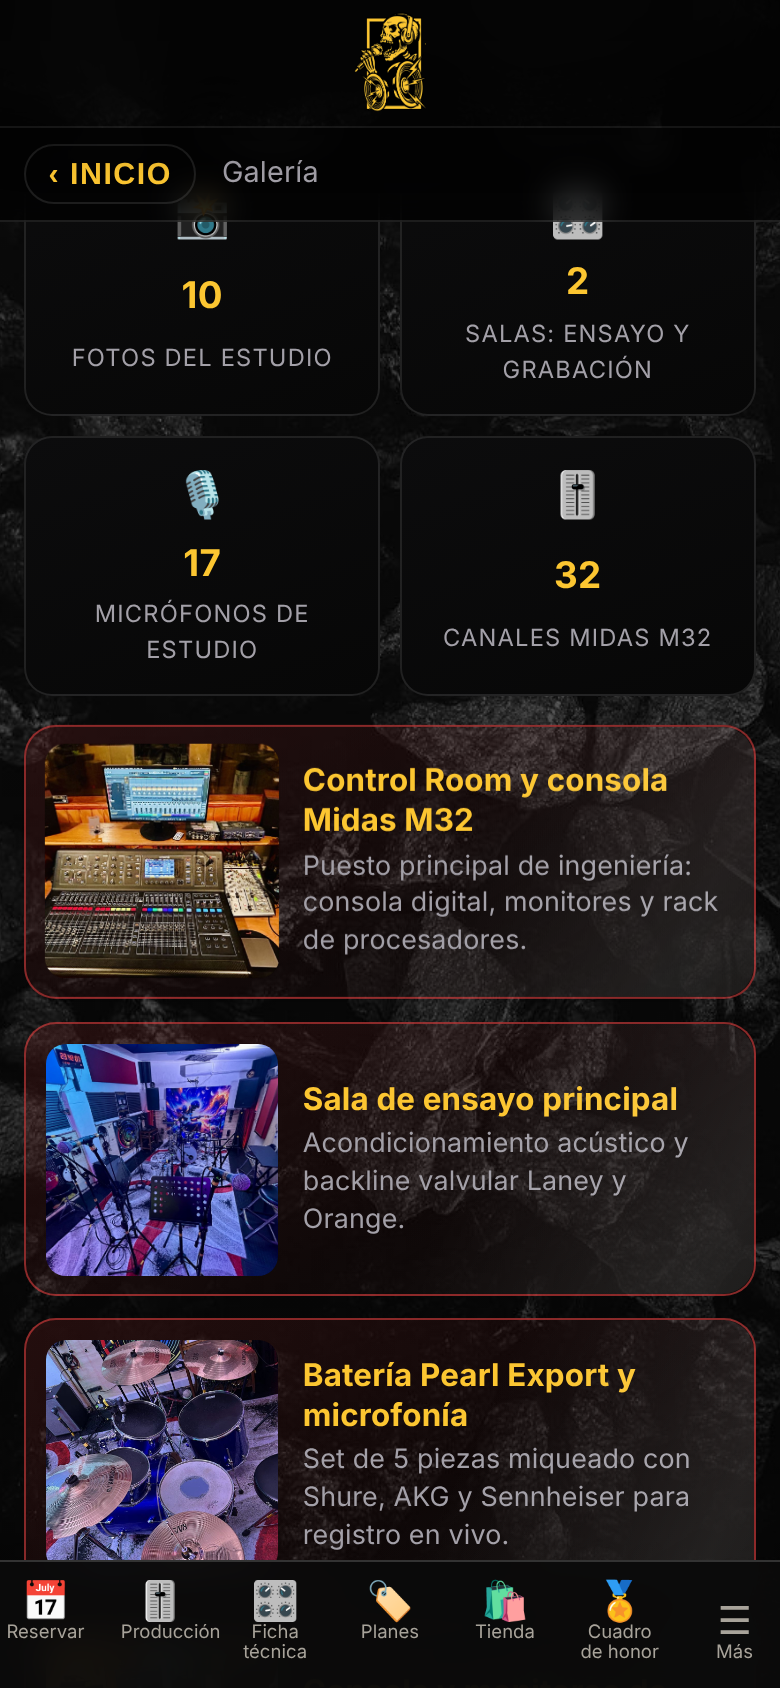 ‹ INICIO
Galería
10
FOTOS DEL ESTUDIO
2
SALAS: ENSAYO Y
GRABACIÓN
17
MICRÓFONOS DE
ESTUDIO
32
CANALES MIDAS M32
Control Room y consola
Midas M32
Puesto principal de ingeniería:
consola digital, monitores y rack
de procesadores.
Sala de ensayo principal
Acondicionamiento acústico y
backline valvular Laney y
Orange.
Batería Pearl Export y
microfonía
Set de 5 piezas miqueado con
Shure, AKG y Sennheiser para
registro en vivo.
July
17
Reservar
Producción
Ficha
técnica
Planes
Tienda
Cuadro
de honor
Más